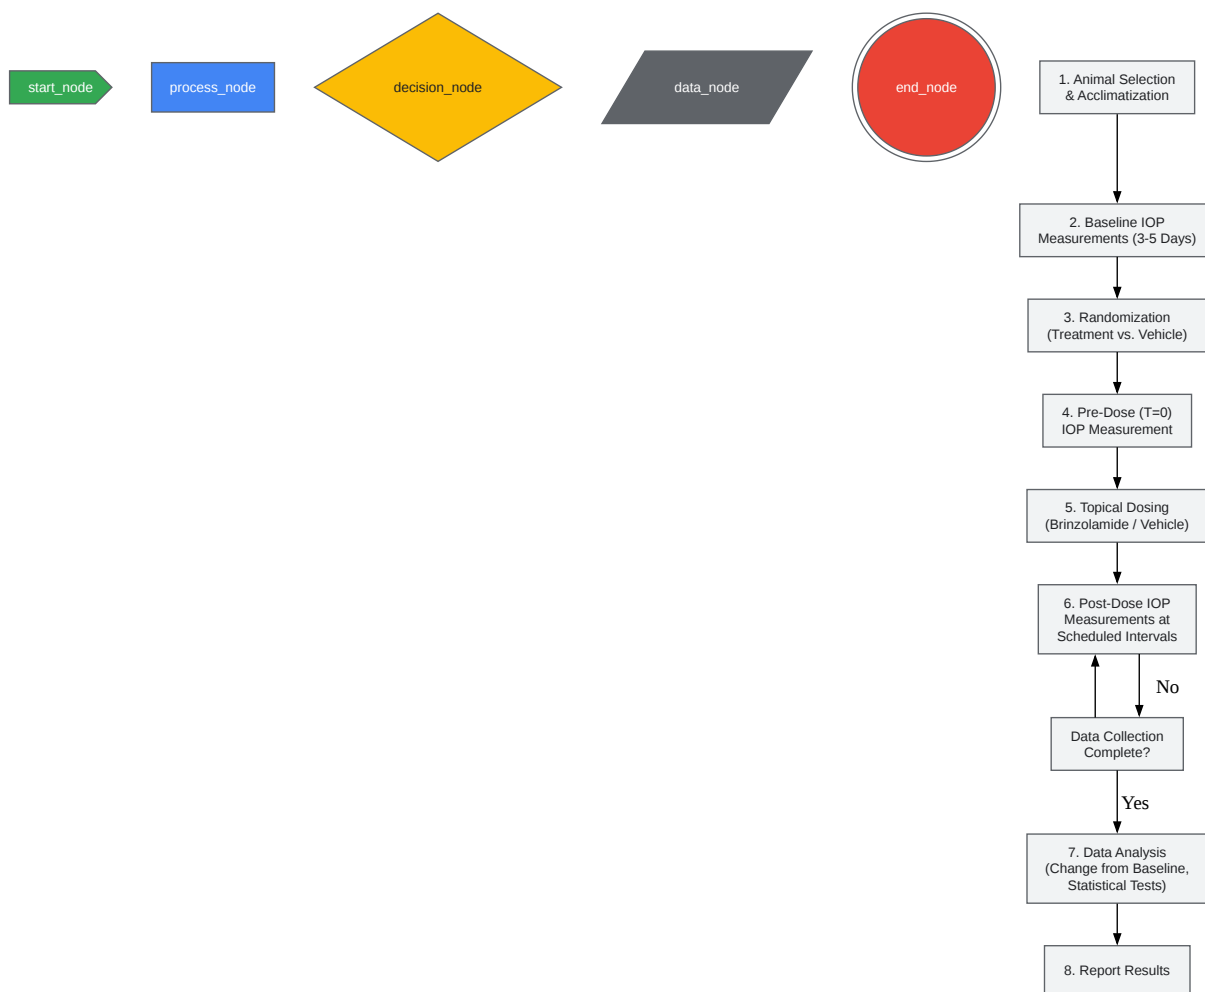 start_node
process_node
decision_node
data_node
end_node
1. Animal Selection
& Acclimatization
2. Baseline IOP
Measurements (3-5 Days)
3. Randomization
(Treatment vs. Vehicle)
4. Pre-Dose (T=0)
IOP Measurement
5. Topical Dosing
(Brinzolamide / Vehicle)
6. Post-Dose IOP
Measurements at
Scheduled Intervals
No
Data Collection
Complete?
Yes
7. Data Analysis
(Change from Baseline,
Statistical Tests)
8. Report Results